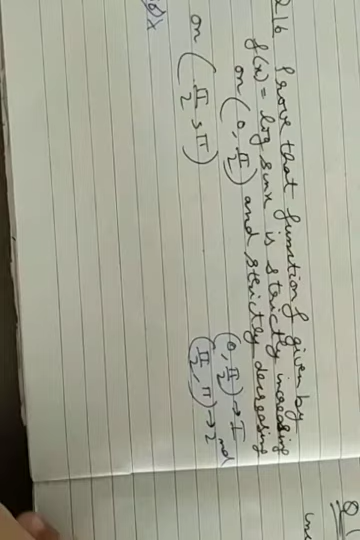 Q16 Prove that function f given by
f(x) = log sinx is strictly increasing
on (0, π/2) and strictly decreasing
on (π/2, π)
(0, π/2) → I
(π/2, π) → 2nd